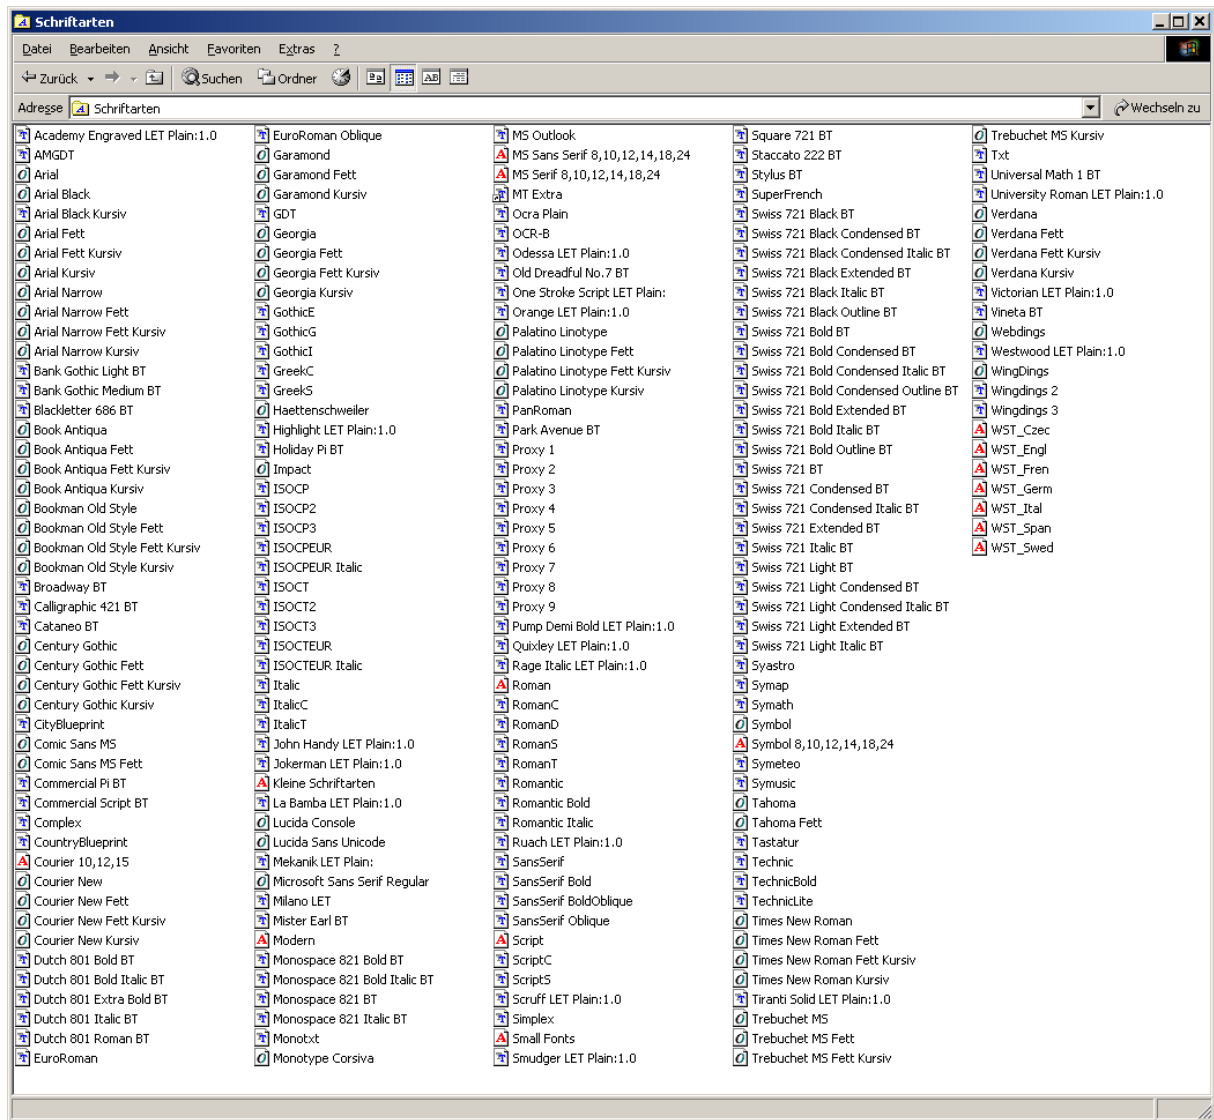 Schriftarten
Datei Bearbeiten Ansicht Favoriten Extras ?
Zurück Suchen Ordner
Adresse Schriftarten Wechseln zu
Academy Engraved LET Plain:1.0
AMGDT
Arial
Arial Black
Arial Black Kursiv
Arial Fett
Arial Fett Kursiv
Arial Kursiv
Arial Narrow
Arial Narrow Fett
Arial Narrow Fett Kursiv
Arial Narrow Kursiv
Bank Gothic Light BT
Bank Gothic Medium BT
Blackletter 686 BT
Book Antiqua
Book Antiqua Fett
Book Antiqua Fett Kursiv
Book Antiqua Kursiv
Bookman Old Style
Bookman Old Style Fett
Bookman Old Style Fett Kursiv
Bookman Old Style Kursiv
Broadway BT
Calligraphic 421 BT
Cataneo BT
Century Gothic
Century Gothic Fett
Century Gothic Fett Kursiv
Century Gothic Kursiv
CityBlueprint
Comic Sans MS
Comic Sans MS Fett
Commercial Pi BT
Commercial Script BT
Complex
CountryBlueprint
Courier 10,12,15
Courier New
Courier New Fett
Courier New Fett Kursiv
Courier New Kursiv
Dutch 801 Bold BT
Dutch 801 Bold Italic BT
Dutch 801 Extra Bold BT
Dutch 801 Italic BT
Dutch 801 Roman BT
EuroRoman
EuroRoman Oblique
Garamond
Garamond Fett
Garamond Kursiv
GDT
Georgia
Georgia Fett
Georgia Fett Kursiv
Georgia Kursiv
GothicE
GothicG
GothicI
GreekC
GreekS
Haettenschweiler
Highlight LET Plain:1.0
Holiday Pi BT
Impact
ISOCP
ISOCP2
ISOCP3
ISOCPEUR
ISOCPEUR Italic
ISOCT
ISOCT2
ISOCT3
ISOCTEUR
ISOCTEUR Italic
Italic
ItalicC
ItalicT
John Handy LET Plain:1.0
Jokerman LET Plain:1.0
Kleine Schriftarten
La Bamba LET Plain:1.0
Lucida Console
Lucida Sans Unicode
Mekanik LET Plain:
Microsoft Sans Serif Regular
Milano LET
Mister Earl BT
Modern
Monospace 821 Bold BT
Monospace 821 Bold Italic BT
Monospace 821 BT
Monospace 821 Italic BT
Monotxt
Monotype Corsiva
MS Outlook
MS Sans Serif 8,10,12,14,18,24
MS Serif 8,10,12,14,18,24
MT Extra
Ocra Plain
OCR-B
Odessa LET Plain:1.0
Old Dreadful No.7 BT
One Stroke Script LET Plain:
Orange LET Plain:1.0
Palatino Linotype
Palatino Linotype Fett
Palatino Linotype Fett Kursiv
Palatino Linotype Kursiv
PanRoman
Park Avenue BT
Proxy 1
Proxy 2
Proxy 3
Proxy 4
Proxy 5
Proxy 6
Proxy 7
Proxy 8
Proxy 9
Pump Demi Bold LET Plain:1.0
Quixley LET Plain:1.0
Rage Italic LET Plain:1.0
Roman
RomanC
RomanD
RomanS
RomanT
Romantic
Romantic Bold
Romantic Italic
Ruach LET Plain:1.0
SansSerif
SansSerif Bold
SansSerif BoldOblique
SansSerif Oblique
Script
ScriptC
ScriptS
Scruff LET Plain:1.0
Simplex
Small Fonts
Smudger LET Plain:1.0
Square 721 BT
Staccato 222 BT
Stylus BT
SuperFrench
Swiss 721 Black BT
Swiss 721 Black Condensed BT
Swiss 721 Black Condensed Italic BT
Swiss 721 Black Extended BT
Swiss 721 Black Italic BT
Swiss 721 Black Outline BT
Swiss 721 Bold BT
Swiss 721 Bold Condensed BT
Swiss 721 Bold Condensed Italic BT
Swiss 721 Bold Condensed Outline BT
Swiss 721 Bold Extended BT
Swiss 721 Bold Italic BT
Swiss 721 Bold Outline BT
Swiss 721 BT
Swiss 721 Condensed BT
Swiss 721 Condensed Italic BT
Swiss 721 Extended BT
Swiss 721 Italic BT
Swiss 721 Light BT
Swiss 721 Light Condensed BT
Swiss 721 Light Condensed Italic BT
Swiss 721 Light Extended BT
Swiss 721 Light Italic BT
Syastro
Symap
Symath
Symbol
Symbol 8,10,12,14,18,24
Symeteo
Symusic
Tahoma
Tahoma Fett
Tastatur
Technic
TechnicBold
TechnicLite
Times New Roman
Times New Roman Fett
Times New Roman Fett Kursiv
Times New Roman Kursiv
Tiranti Solid LET Plain:1.0
Trebuchet MS
Trebuchet MS Fett
Trebuchet MS Fett Kursiv
Trebuchet MS Kursiv
Txt
Universal Math 1 BT
University Roman LET Plain:1.0
Verdana
Verdana Fett
Verdana Fett Kursiv
Verdana Kursiv
Victorian LET Plain:1.0
Vineta BT
Webdings
Westwood LET Plain:1.0
WingDings
Wingdings 2
Wingdings 3
WST_Czec
WST_Engl
WST_Fren
WST_Germ
WST_Ital
WST_Span
WST_Swed